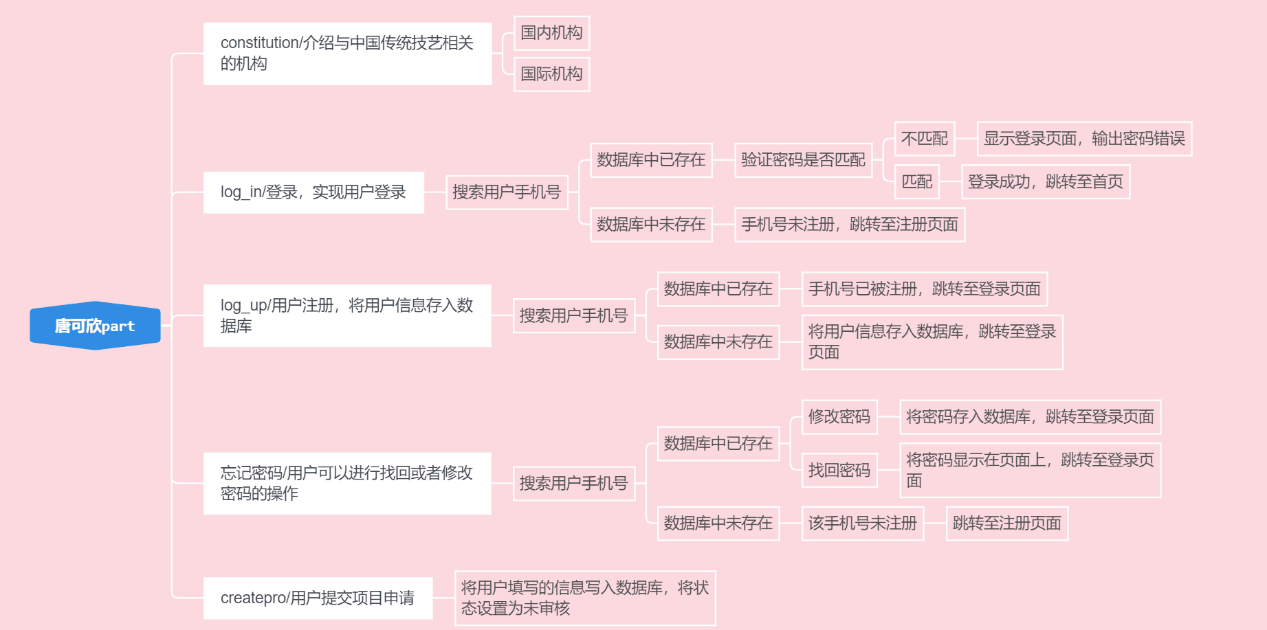 唐可欣part
constitution/介绍与中国传统技艺相关
的机构
国内机构
国际机构
log_in/登录，实现用户登录
搜索用户手机号
数据库中已存在
验证密码是否匹配
不匹配
显示登录页面，输出密码错误
匹配
登录成功，跳转至首页
数据库中未存在
手机号未注册，跳转至注册页面
log_up/用户注册，将用户信息存入数
据库
搜索用户手机号
数据库中已存在
手机号已被注册，跳转至登录页面
数据库中未存在
将用户信息存入数据库，跳转至登录
页面
忘记密码/用户可以进行找回或者修改
密码的操作
搜索用户手机号
数据库中已存在
修改密码
将密码存入数据库，跳转至登录页面
找回密码
将密码显示在页面上，跳转至登录页
面
数据库中未存在
该手机号未注册
跳转至注册页面
createpro/用户提交项目申请
将用户填写的信息写入数据库，将状
态设置为未审核